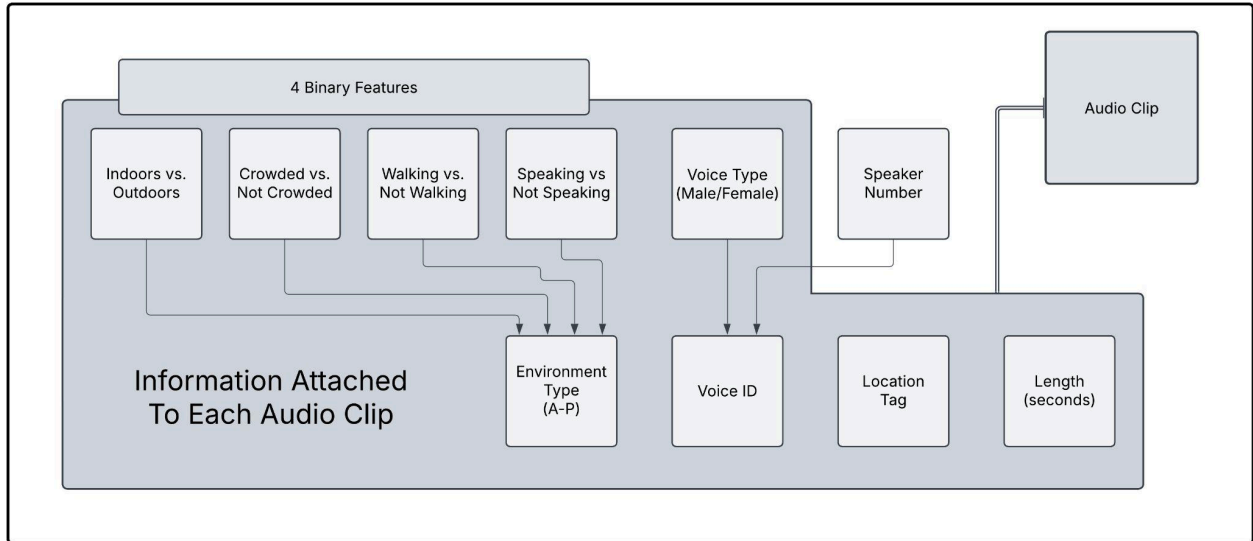 4 Binary Features
Audio Clip
Indoors vs.
Outdoors
Crowded vs.
Not Crowded
Walking vs.
Not Walking
Speaking vs
Not Speaking
Voice Type
(Male/Female)
Speaker
Number
Information Attached
To Each Audio Clip
Environment
Type
(A-P)
Voice ID
Location
Tag
Length
(seconds)